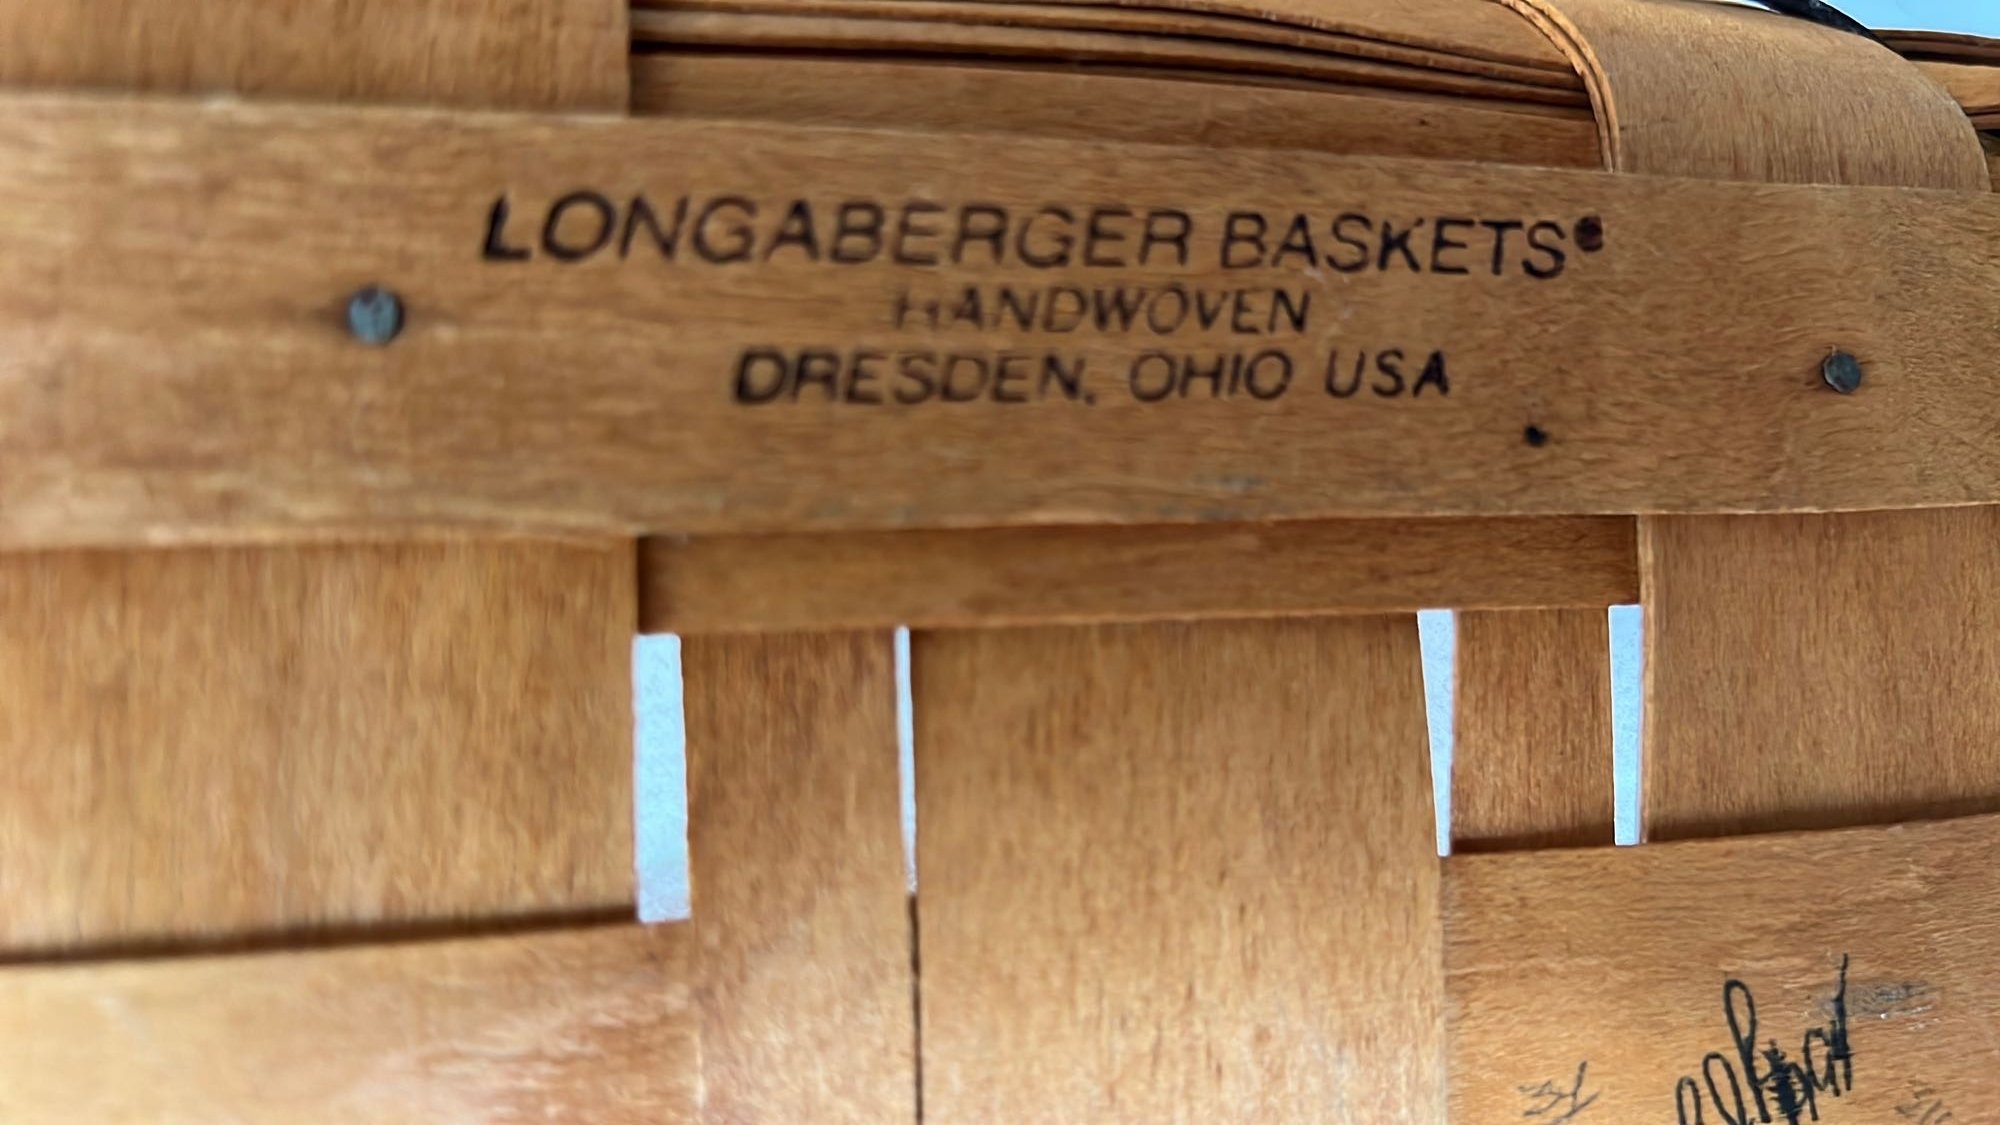 LONGABERGER BASKETS®
HANDWOVEN
DRESDEN, OHIO USA